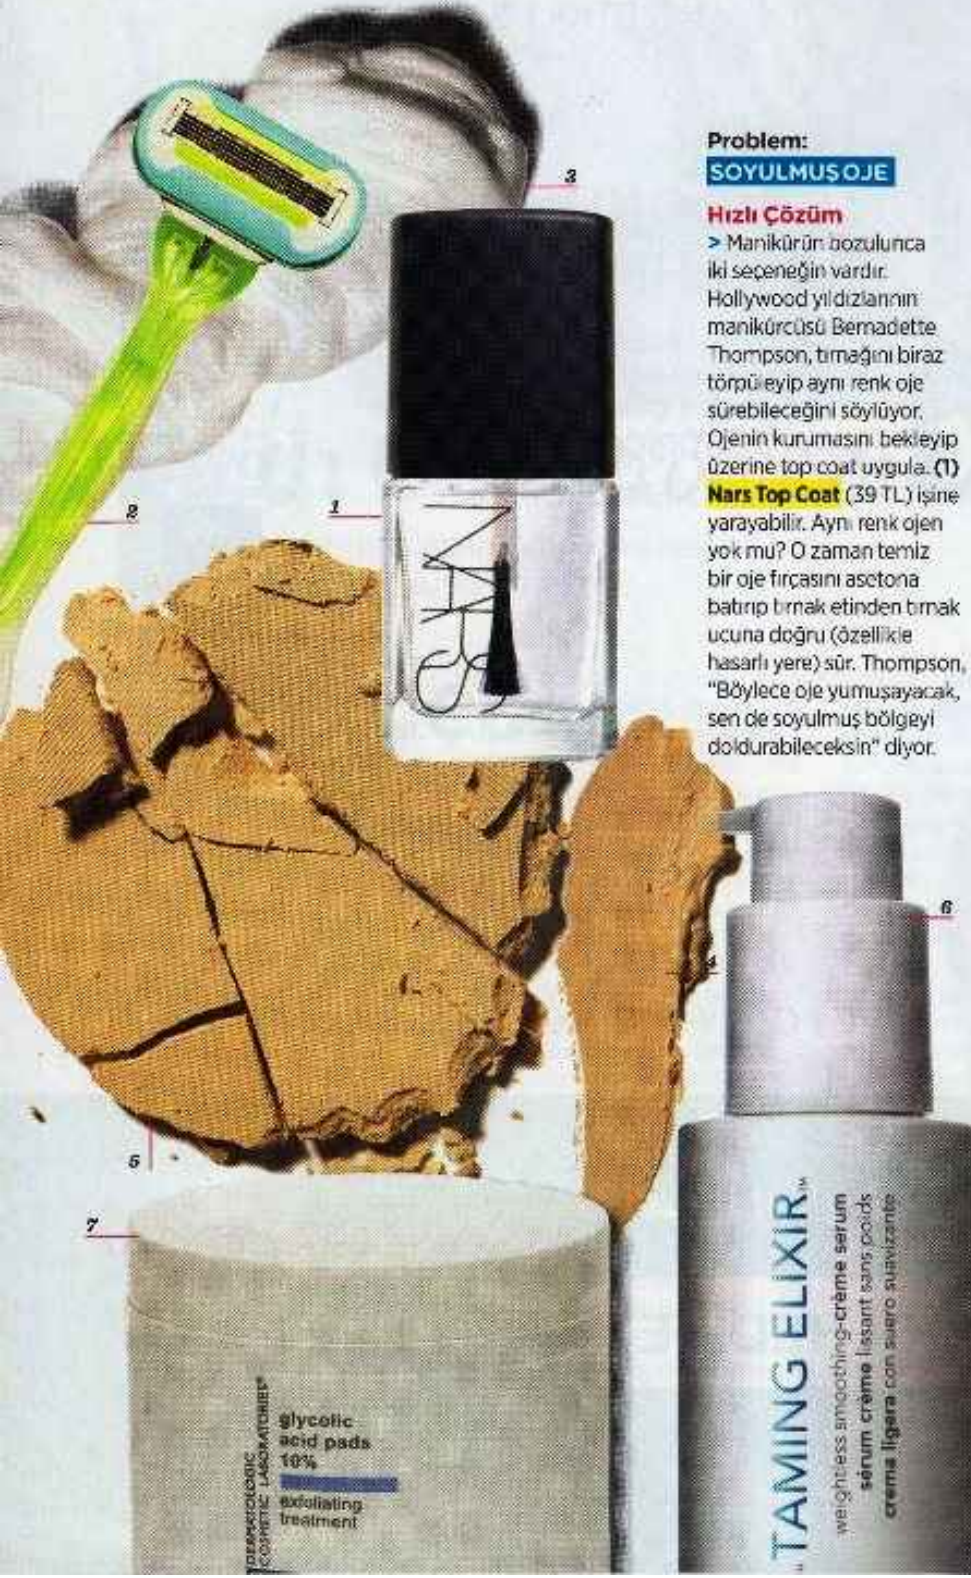 Problem:
SOYULMUŞ OJE
Hızlı Çözüm
> Manikürün bozulunca
iki seçeneğin vardır.
Hollywood yıldızlarının
manikürcüsü Bernadette
Thompson, tırnağını biraz
törpüleyip aynı renk oje
sürebileceğini söylüyor.
Ojenin kurumasını bekleyip
üzerine top coat uygula. (1)
Nars Top Coat (39 TL) işine
yarayabilir. Aynı renk ojen
yok mu? O zaman temiz
bir oje fırçasını asetona
batırıp tırnak etinden tırnak
ucuna doğru (özellikle
hasarlı yere) sür. Thompson,
"Böylece oje yumuşayacak,
sen de soyulmuş bölgeyi
doldurabileceksin" diyor.
3
2
1
NARS
6
4
5
7
DERMATOLOGIC
COSMETIC LABORATORIES®
glycolic
acid pads
10%
exfoliating
treatment
TAMING ELIXIR™
weightless smoothing-crème serum
sérum crème lissant sans poids
crema ligera con suero suavizante